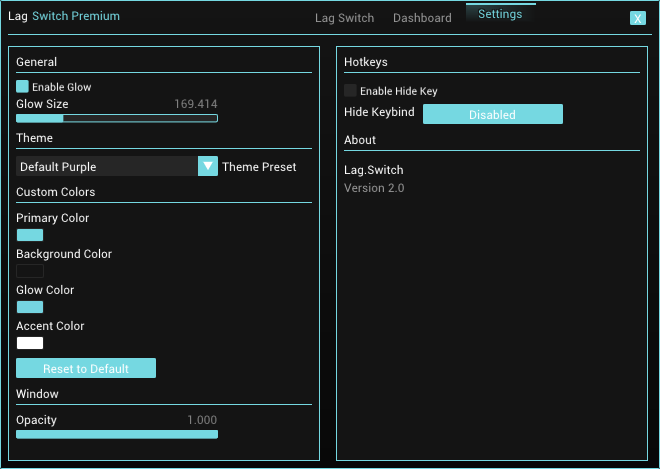 Lag Switch Premium
Lag Switch Dashboard Settings
X
General
Enable Glow
Glow Size 169.414
Theme
Default Purple Theme Preset
Custom Colors
Primary Color
Background Color
Glow Color
Accent Color
Reset to Default
Window
Opacity 1.000
Hotkeys
Enable Hide Key
Hide Keybind Disabled
About
Lag.Switch
Version 2.0